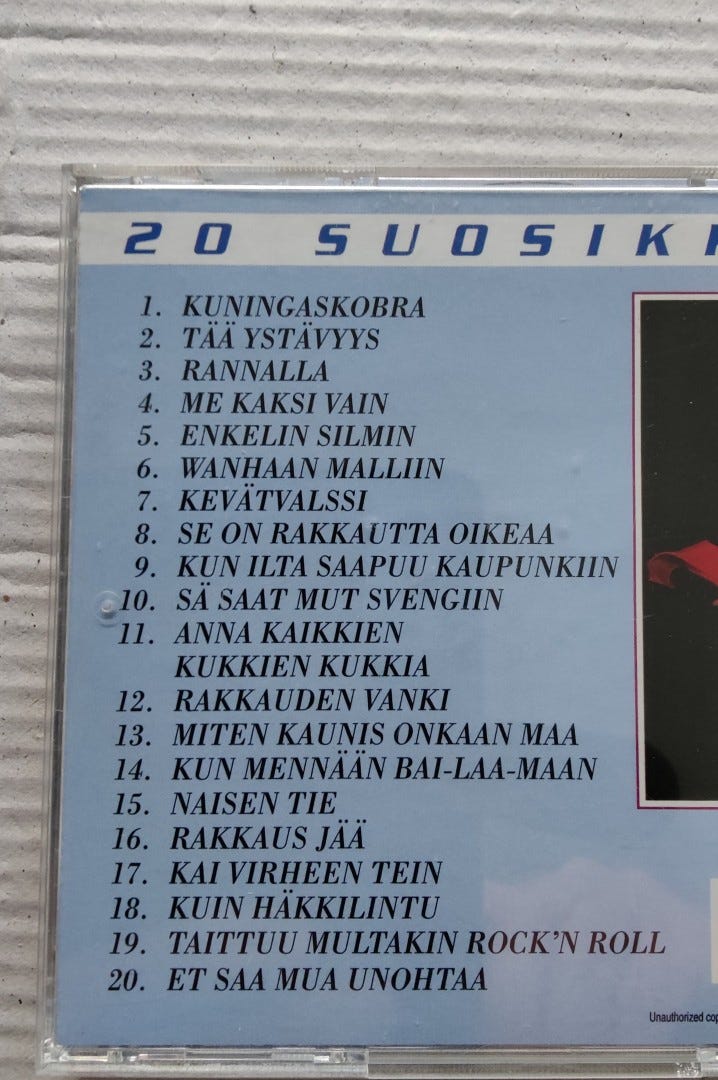 20 SUOSIK
1. KUNINGASKOBRA
2. TÄÄ YSTÄVYYS
3. RANNALLA
4. ME KAKSI VAIN
5. ENKELIN SILMIN
6. WANHAAN MALLIIN
7. KEVÄTVALSSI
8. SE ON RAKKAUTTA OIKEAA
9. KUN ILTA SAAPUU KAUPUNKIIN
10. SÄ SAAT MUT SVENGIIN
11. ANNA KAIKKIEN
KUKKIEN KUKKIA
12. RAKKAUDEN VANKI
13. MITEN KAUNIS ONKAAN MAA
14. KUN MENNÄÄN BAI-LAA-MAAN
15. NAISEN TIE
16. RAKKAUS JÄÄ
17. KAI VIRHEEN TEIN
18. KUIN HÄKKILINTU
19. TAITTUU MULTAKIN ROCK'N ROLL
20. ET SAA MUA UNOHTAA
Unauthorized cop